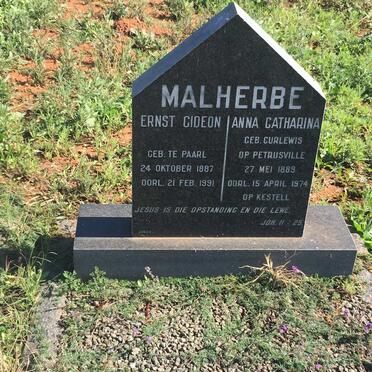 MALHERBE
ERNST GIDEON
GEB. TE PAARL
24 OKTOBER 1887
OORL. 21 FEB. 1991
ANNA CATHARINA
GEB. GURLEWIS
OP PETRUSVILLE
27 MEI 1889
OORL. 15 APRIL 1974
OP KESTELL
JESUS IS DIE OPSTANDING EN DIE LEWE.
JOH. 11:25